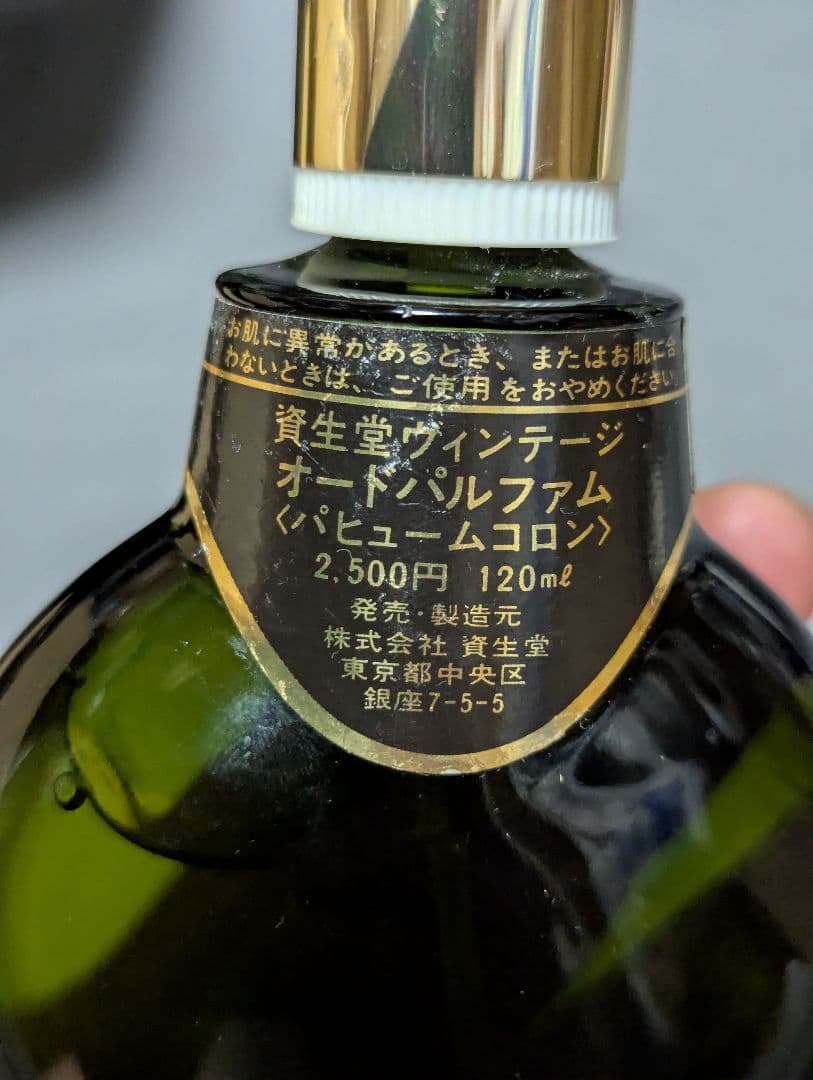 お肌に異常があるとき、またはお肌に合
わないときは、ご使用をおやめください。
資生堂ヴィンテージ
オードパルファム
〈パヒュームコロン〉
2,500円 120ml
発売・製造元
株式会社 資生堂
東京都中央区
銀座7-5-5